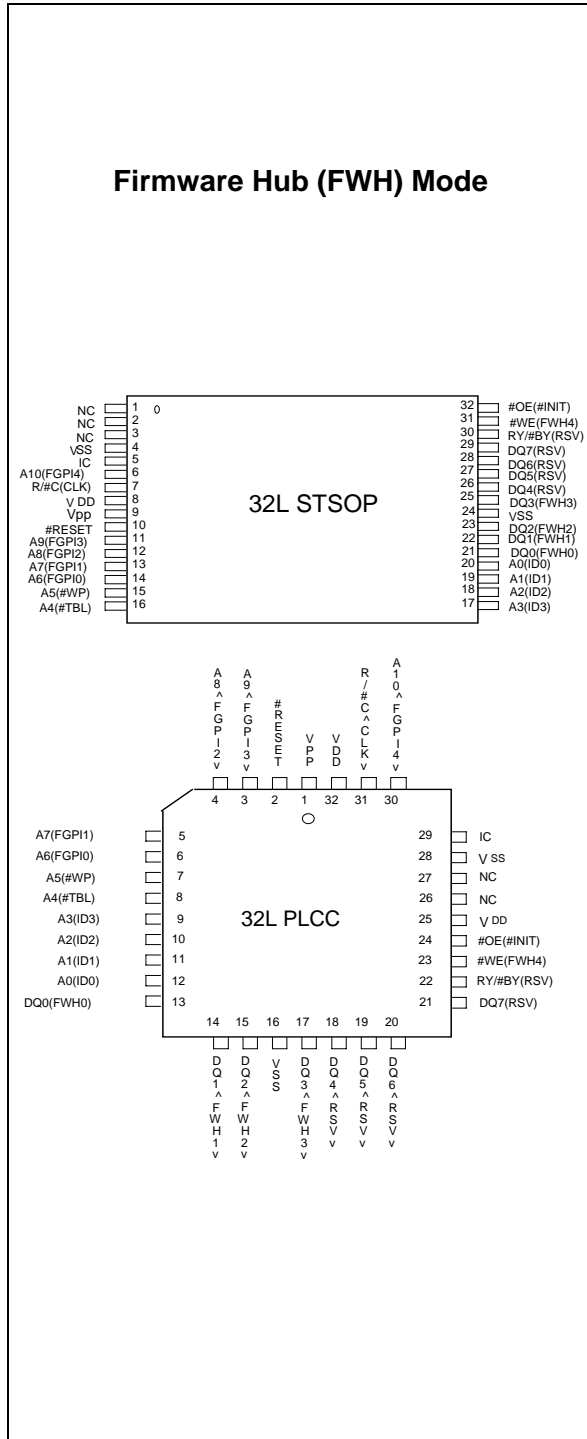 Firmware Hub (FWH) Mode
NC 1
NC 2
NC 3
VSS 4
IC 5
A10(FGPI4) 6
R/#C(CLK) 7
V DD 8
Vpp 9
#RESET 10
A9(FGPI3) 11
A8(FGPI2) 12
A7(FGPI1) 13
A6(FGPI0) 14
A5(#WP) 15
A4(#TBL) 16
32L STSOP
32 #OE(#INIT)
31 #WE(FWH4)
30 RY/#BY(RSV)
29 DQ7(RSV)
28 DQ6(RSV)
27 DQ5(RSV)
26 DQ4(RSV)
25 DQ3(FWH3)
24 VSS
23 DQ2(FWH2)
22 DQ1(FWH1)
21 DQ0(FWH0)
20 A0(ID0)
19 A1(ID1)
18 A2(ID2)
17 A3(ID3)
A8^FGPI2v
A9^FGPI3v
#RESET
VPP
VDD
R/#C^CLKv
A10^FGPI4v
4 3 2 1 32 31 30
A7(FGPI1) 5
A6(FGPI0) 6
A5(#WP) 7
A4(#TBL) 8
A3(ID3) 9
A2(ID2) 10
A1(ID1) 11
A0(ID0) 12
DQ0(FWH0) 13
32L PLCC
29 IC
28 V SS
27 NC
26 NC
25 V DD
24 #OE(#INIT)
23 #WE(FWH4)
22 RY/#BY(RSV)
21 DQ7(RSV)
14 15 16 17 18 19 20
DQ1^FWH1v
DQ2^FWH2v
VSS
DQ3^FWH3v
DQ4^RSVv
DQ5^RSVv
DQ6^RSVv